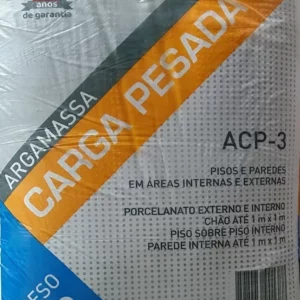 anos
de garantia
ARGAMASSA
CARGA PESADA
ACP-3
PISOS E PAREDES
EM ÁREAS INTERNAS E EXTERNAS
PORCELANATO EXTERNO E INTERNO
CHÃO ATÉ 1 m x 1 m
PISO SOBRE PISO INTERNO
PAREDE INTERNA ATÉ 1 m x 1 m